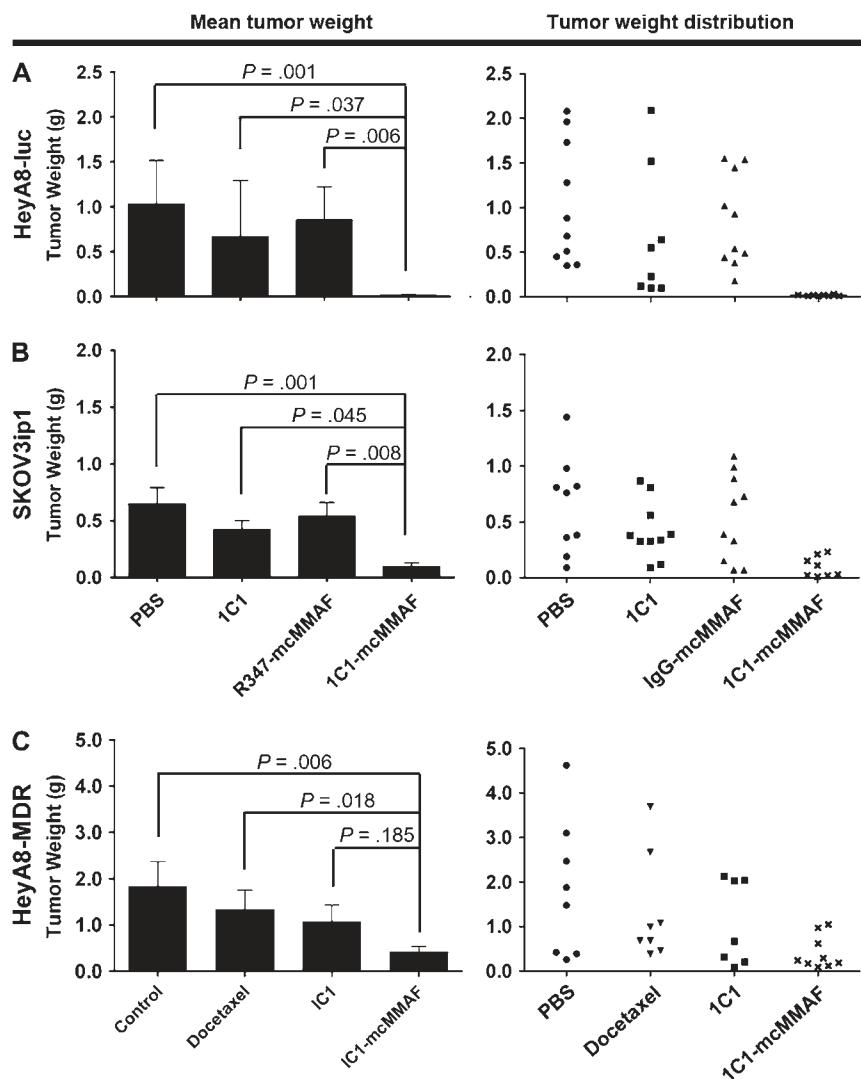 Mean tumor weight
Tumor weight distribution
A
HeyA8-luc
Tumor Weight (g)
2.5
2.0
1.5
1.0
0.5
0.0
P = .001
P = .037
P = .006
2.5
2.0
1.5
1.0
0.5
0.0
B
SKOV3ip1
Tumor Weight (g)
2.0
1.5
1.0
0.5
0.0
P = .001
P = .045
P = .008
PBS
1C1
R347-mcMMAF
1C1-mcMMAF
2.0
1.5
1.0
0.5
0.0
PBS
1C1
IgG-mcMMAF
1C1-mcMMAF
C
HeyA8-MDR
Tumor Weight (g)
5.0
4.0
3.0
2.0
1.0
0.0
P = .006
P = .018
P = .185
Control
Docetaxel
IC1
IC1-mcMMAF
5.0
4.0
3.0
2.0
1.0
0.0
PBS
Docetaxel
1C1
1C1-mcMMAF